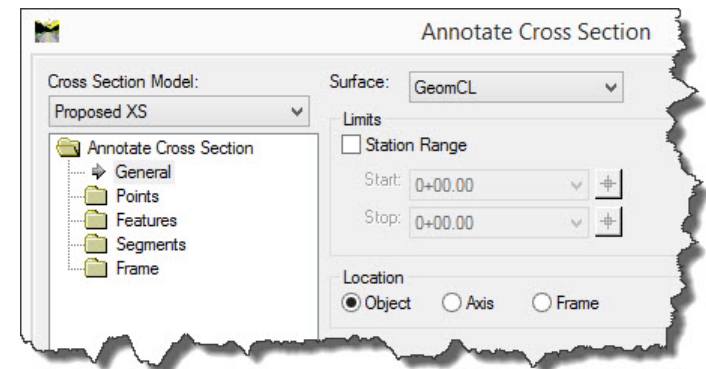 Annotate Cross Section
Cross Section Model:
Proposed XS
Annotate Cross Section
General
Points
Features
Segments
Frame
Surface:
GeomCL
Limits
Station Range
Start:
0+00.00
Stop:
0+00.00
Location
Object
Axis
Frame